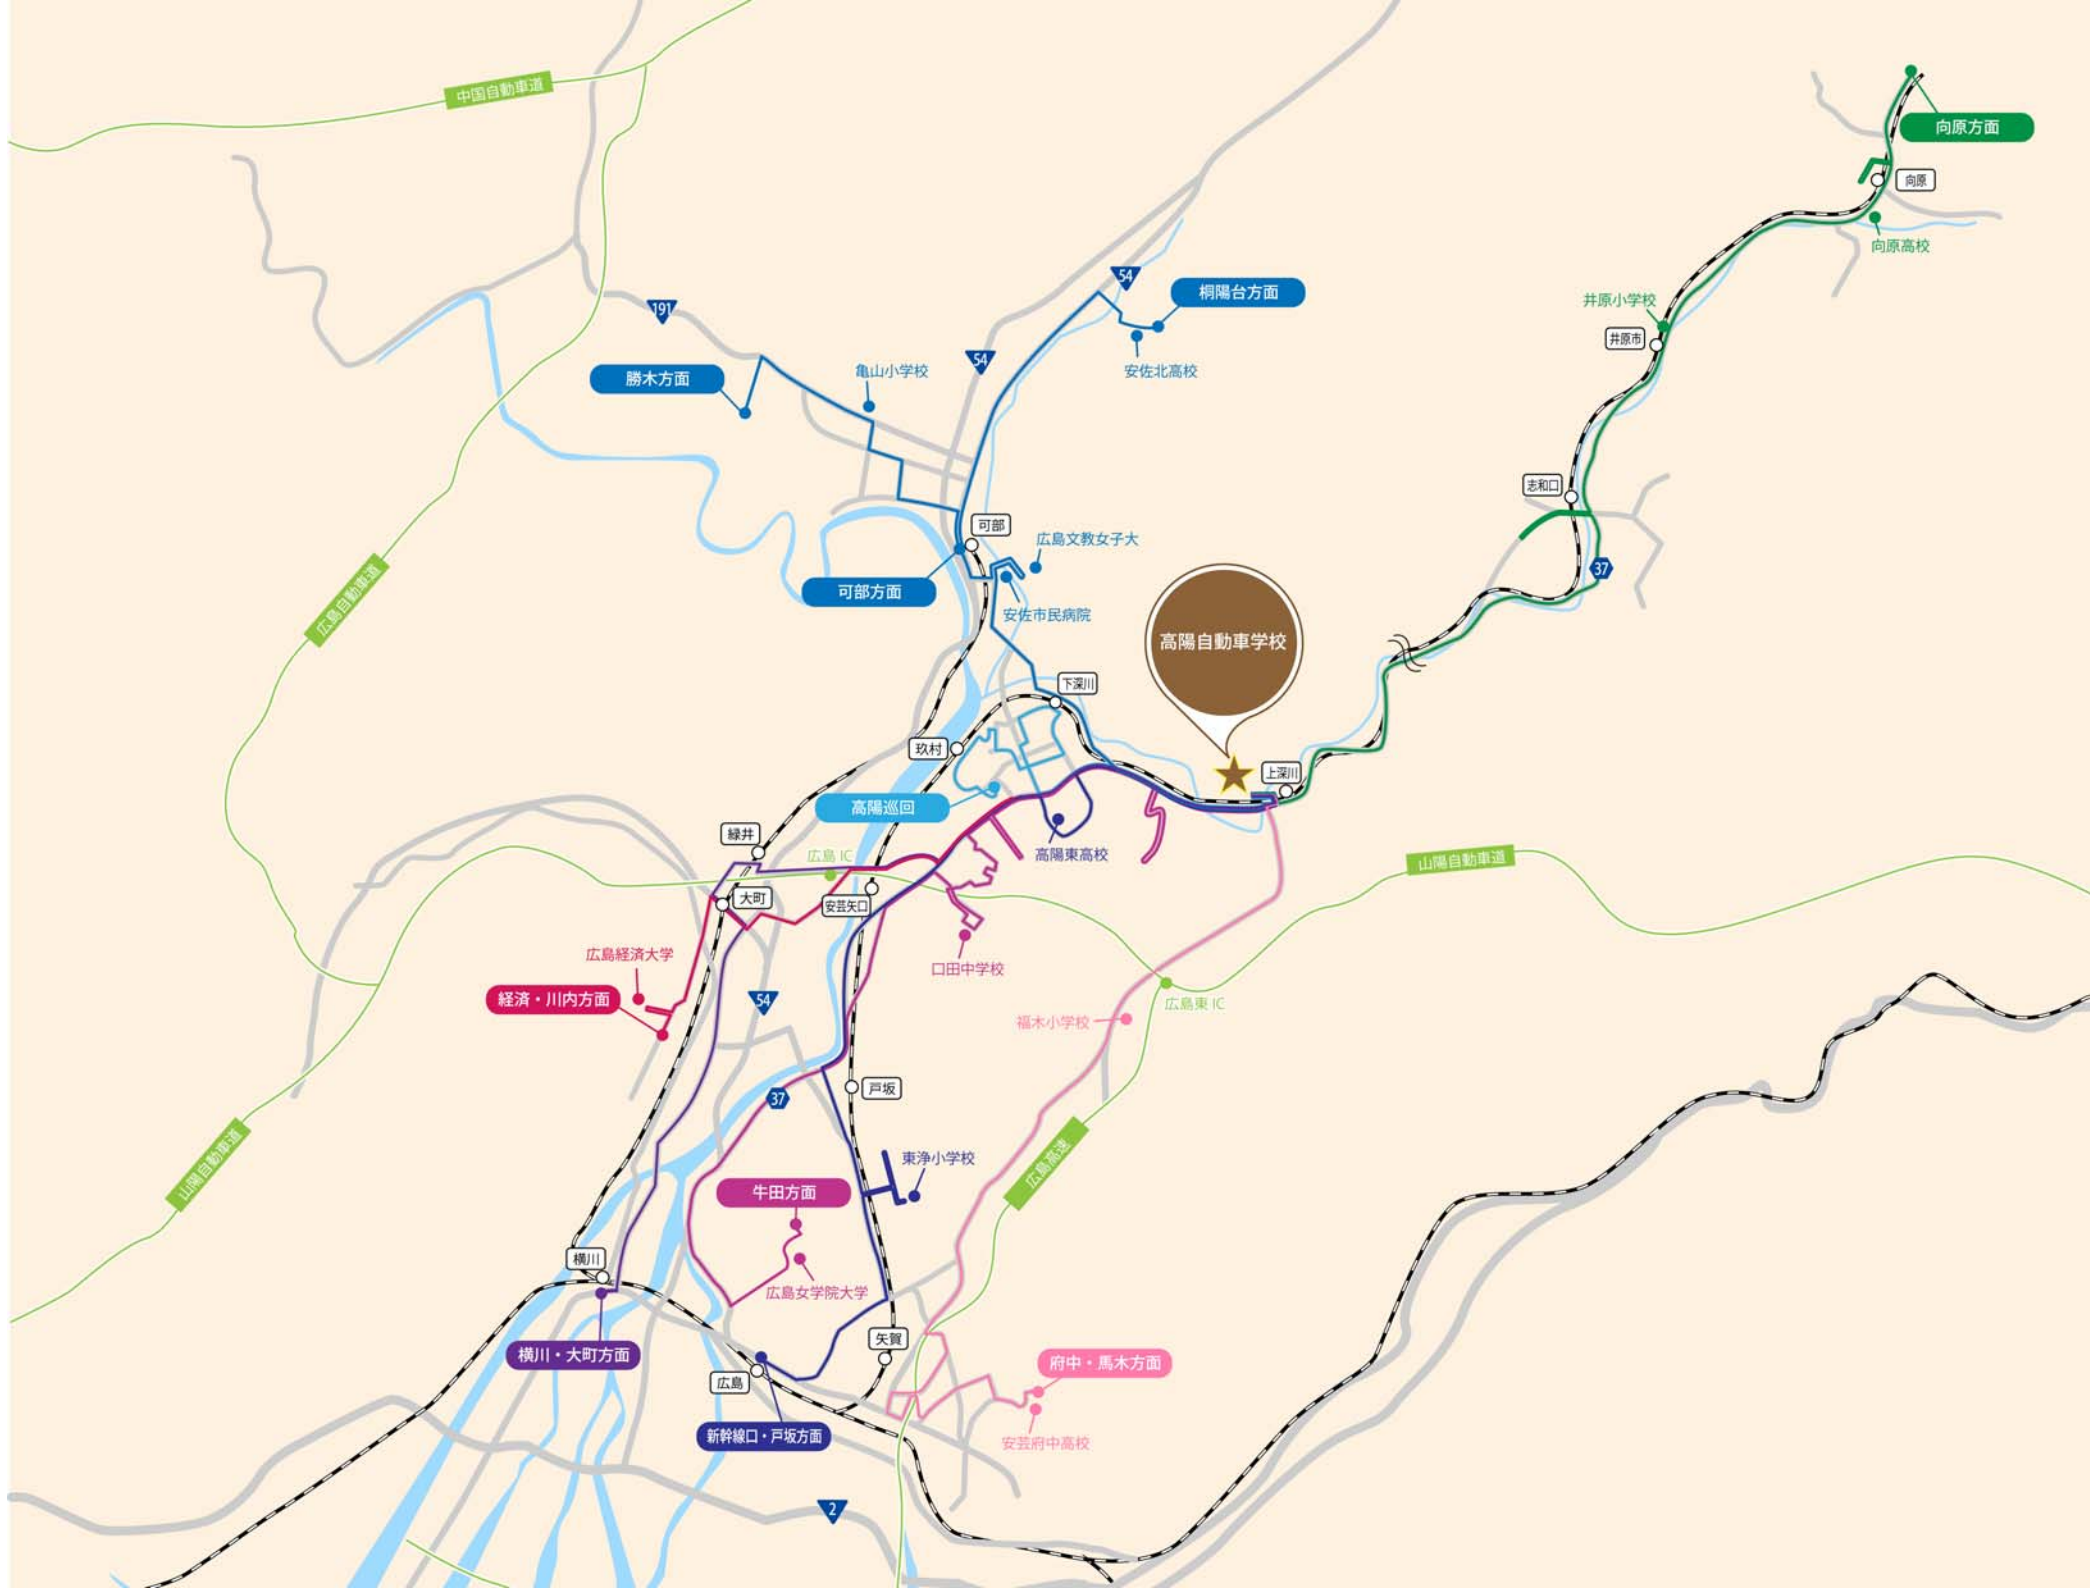 中国自動車道
向原方面
向原
向原高校
54
桐陽台方面
井原小学校
191
井原市
54
亀山小学校
安佐北高校
勝木方面
志和口
可部
広島文教女子大
広島自動車道
37
可部方面
安佐市民病院
高陽自動車学校
下深川
玖村
上深川
高陽巡回
緑井
広島 IC
高陽東高校
山陽自動車道
大町
安芸矢口
広島経済大学
口田中学校
経済・川内方面
54
広島東 IC
福木小学校
戸坂
37
山陽自動車道
広島高速
東浄小学校
牛田方面
横川
広島女学院大学
矢賀
横川・大町方面
府中・馬木方面
広島
新幹線口・戸坂方面
安芸府中高校
2